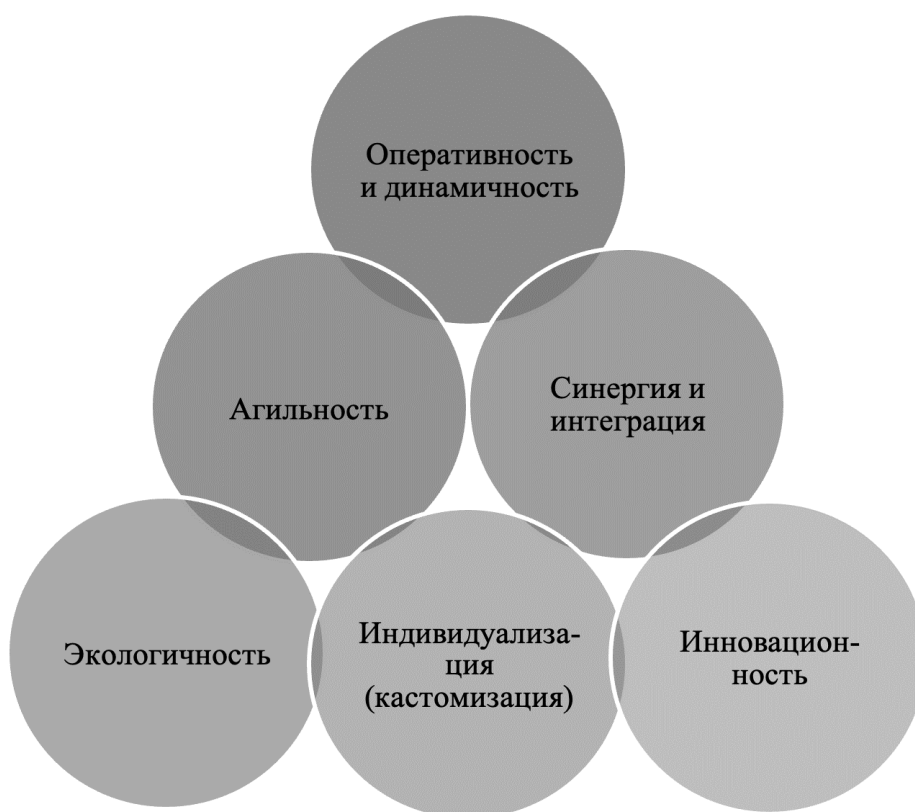 Оперативность
и динамичность
Агильность
Синергия и
интеграция
Экологичность
Индивидуализа-
ция
(кастомизация)
Инновацион-
ность